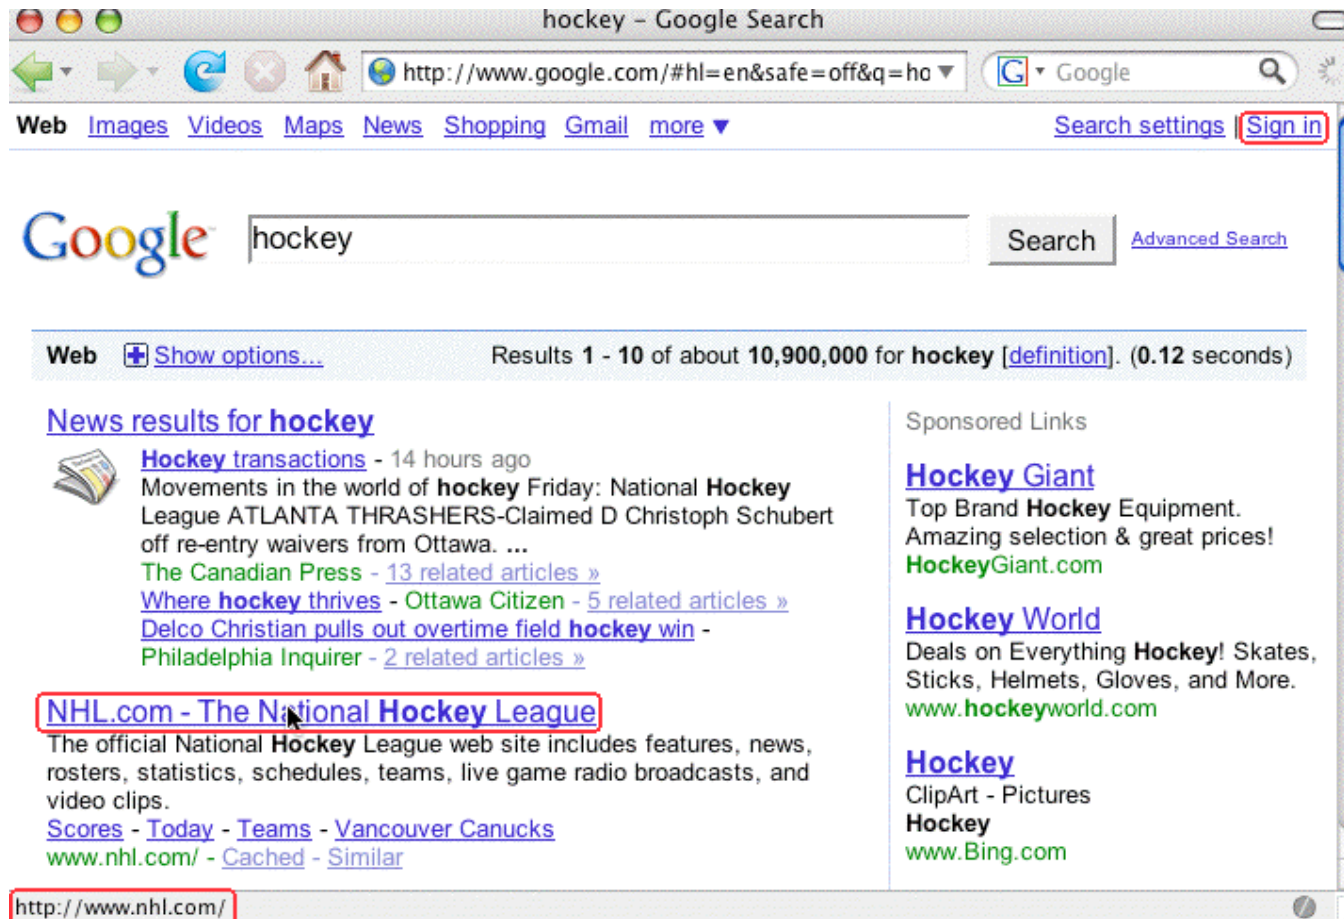 hockey – Google Search
http://www.google.com/#hl=en&safe=off&q=ho
Google
Web Images Videos Maps News Shopping Gmail more ▼
Search settings | Sign in
Google
hockey
Search
Advanced Search
Web Show options...
Results 1 - 10 of about 10,900,000 for hockey [definition]. (0.12 seconds)
News results for hockey
Hockey transactions - 14 hours ago
Movements in the world of hockey Friday: National Hockey
League ATLANTA THRASHERS-Claimed D Christoph Schubert
off re-entry waivers from Ottawa. ...
The Canadian Press - 13 related articles »
Where hockey thrives - Ottawa Citizen - 5 related articles »
Delco Christian pulls out overtime field hockey win -
Philadelphia Inquirer - 2 related articles »
NHL.com - The National Hockey League
The official National Hockey League web site includes features, news,
rosters, statistics, schedules, teams, live game radio broadcasts, and
video clips.
Scores - Today - Teams - Vancouver Canucks
www.nhl.com/ - Cached - Similar
Sponsored Links
Hockey Giant
Top Brand Hockey Equipment.
Amazing selection & great prices!
HockeyGiant.com
Hockey World
Deals on Everything Hockey! Skates,
Sticks, Helmets, Gloves, and More.
www.hockeyworld.com
Hockey
ClipArt - Pictures
Hockey
www.Bing.com
http://www.nhl.com/